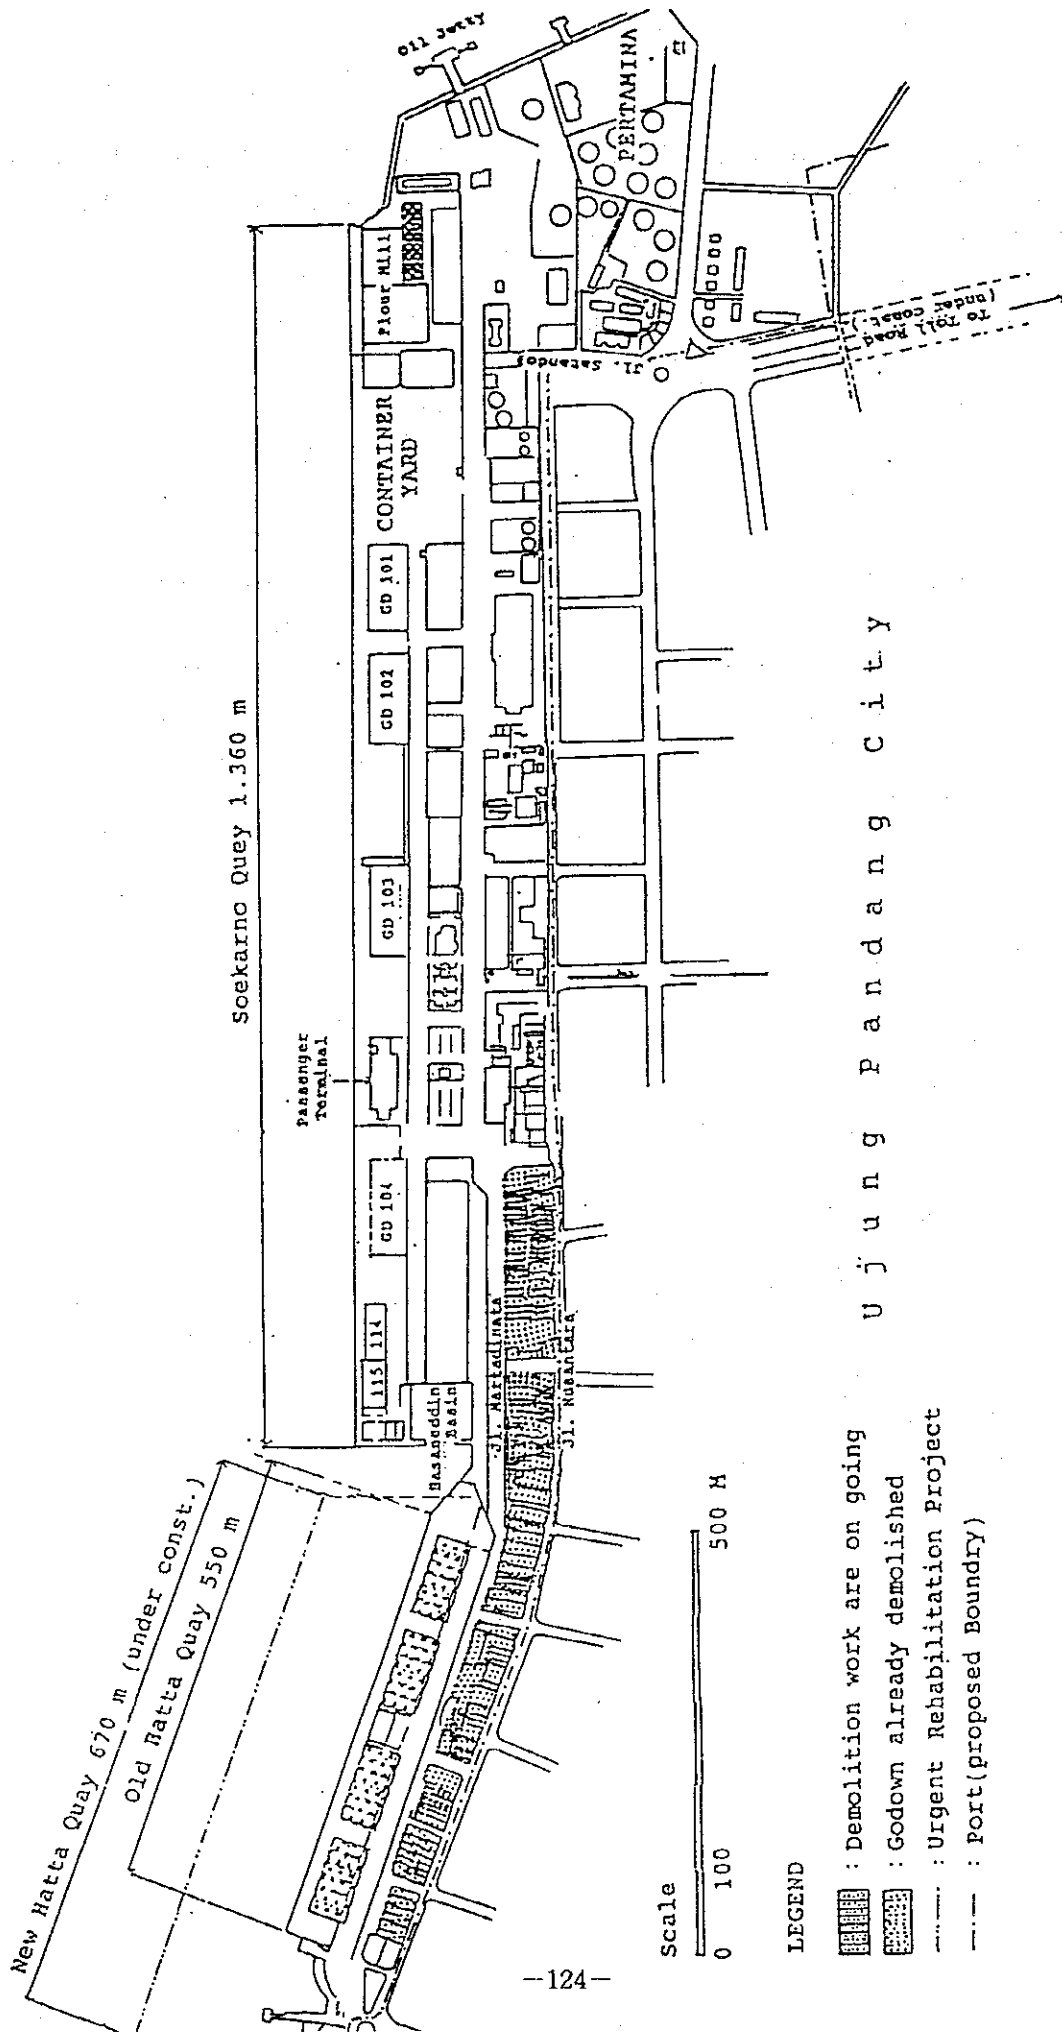 Oil Jetty
PERTAMINA
Flour Mill
CONTAINER
YARD
Jl. Satando
To Toll Road
(under const.)
GD 101
GD 102
Soekarno Quey 1.360 m
GD 103
Passenger
Terminal
GD 104
114
115
Hasanuddin
Basin
Jl. Martadinata
Jl. Nusantara
Ujung Pandang City
New Hatta Quay 670 m (under const.)
Old Hatta Quay 550 m
Scale
0 100 500 M
LEGEND
: Demolition work are on going
: Godown already demolished
: Urgent Rehabilitation Project
: Port(proposed Boundry)
—124—